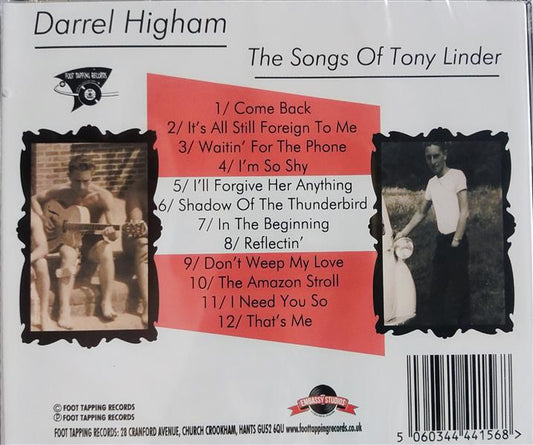 Darrel Higham
The Songs Of Tony Linder
FOOT TAPPING RECORDS
1/ Come Back
2/ It's All Still Foreign To Me
3/ Waitin' For The Phone
4/ I'm So Shy
5/ I'll Forgive Her Anything
6/ Shadow Of The Thunderbird
7/ In The Beginning
8/ Reflectin'
9/ Don't Weep My Love
10/ The Amazon Stroll
11/ I Need You So
12/ That's Me
EMBASSY STUDIOS
Ⓒ FOOT TAPPING RECORDS
Ⓟ FOOT TAPPING RECORDS
FOOT TAPPING RECORDS: 28 CRANFORD AVENUE, CHURCH CROOKHAM, HANTS GU52 6QU www.foottappingrecords.co.uk
5 060344 441568 >